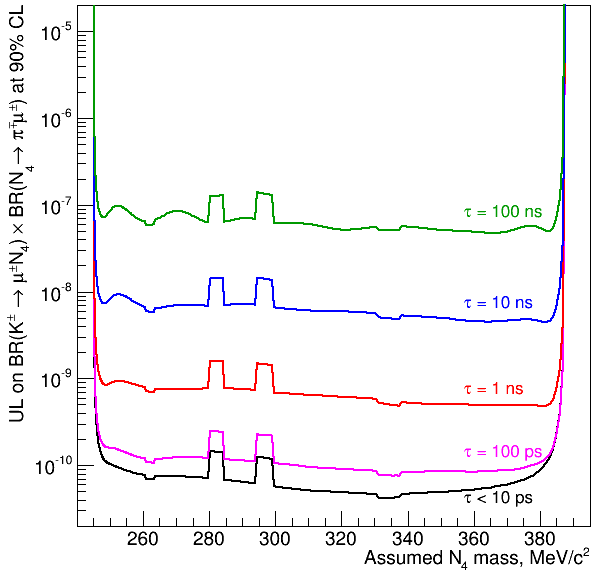 UL on BR(K± → μ±N₄) × BR(N₄ → π∓μ±) at 90% CL
10⁻⁵
10⁻⁶
10⁻⁷
10⁻⁸
10⁻⁹
10⁻¹⁰
τ = 100 ns
τ = 10 ns
τ = 1 ns
τ = 100 ps
τ < 10 ps
260 280 300 320 340 360 380
Assumed N₄ mass, MeV/c²